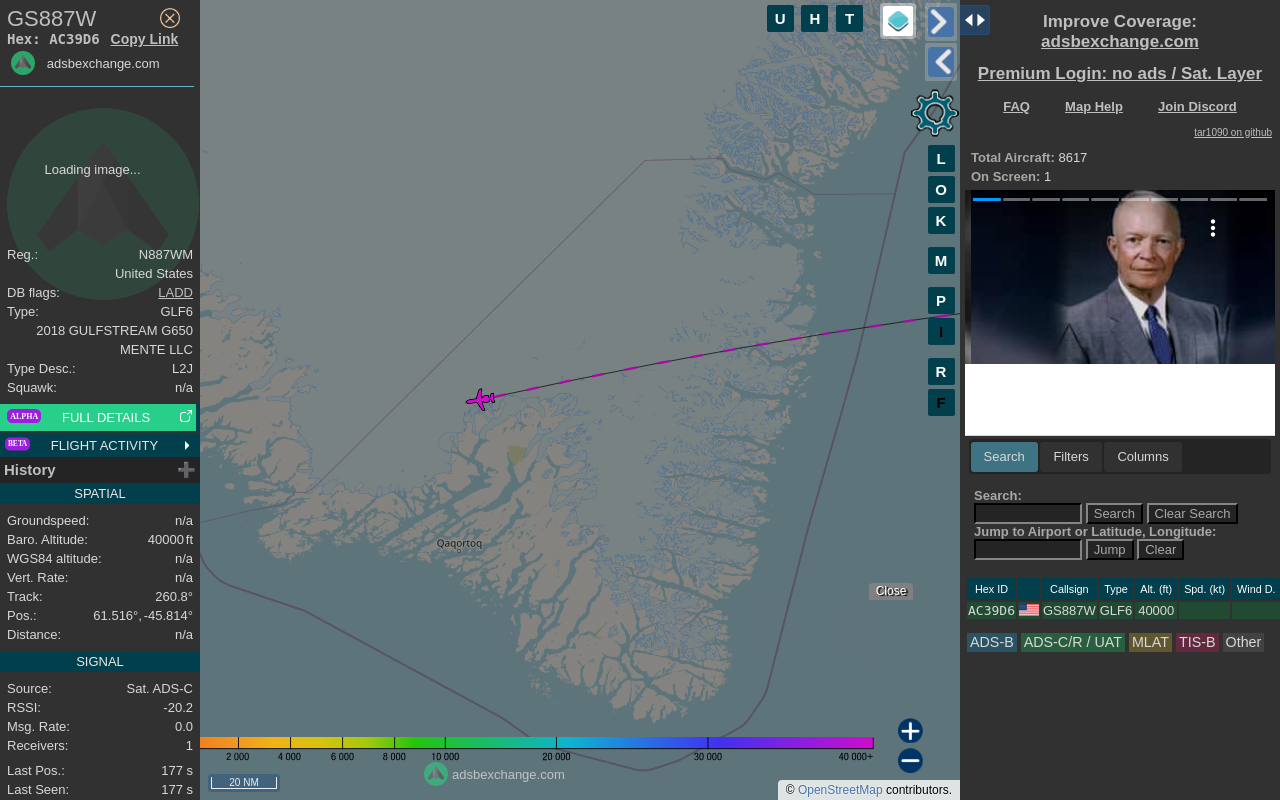 GS887W
Hex: AC39D6 Copy Link
adsbexchange.com
Loading image...
Reg.: N887WM
United States
DB flags: LADD
Type: GLF6
2018 GULFSTREAM G650
MENTE LLC
Type Desc.: L2J
Squawk: n/a
ALPHA FULL DETAILS
BETA FLIGHT ACTIVITY
History
SPATIAL
Groundspeed: n/a
Baro. Altitude: 40000 ft
WGS84 altitude: n/a
Vert. Rate: n/a
Track: 260.8°
Pos.: 61.516°, -45.814°
Distance: n/a
SIGNAL
Source: Sat. ADS-C
RSSI: -20.2
Msg. Rate: 0.0
Receivers: 1
Last Pos.: 177 s
Last Seen: 177 s
U H T
L
O
K
M
P
I
R
F
Qaqortoq
Close
2 000 4 000 6 000 8 000 10 000 20 000 30 000 40 000+
20 NM
adsbexchange.com
© OpenStreetMap contributors.
Improve Coverage:
adsbexchange.com
Premium Login: no ads / Sat. Layer
FAQ Map Help Join Discord
tar1090 on github
Total Aircraft: 8617
On Screen: 1
Search Filters Columns
Search:
Search Clear Search
Jump to Airport or Latitude, Longitude:
Jump Clear
Hex ID Callsign Type Alt. (ft) Spd. (kt) Wind D.
AC39D6 GS887W GLF6 40000
ADS-B ADS-C/R / UAT MLAT TIS-B Other